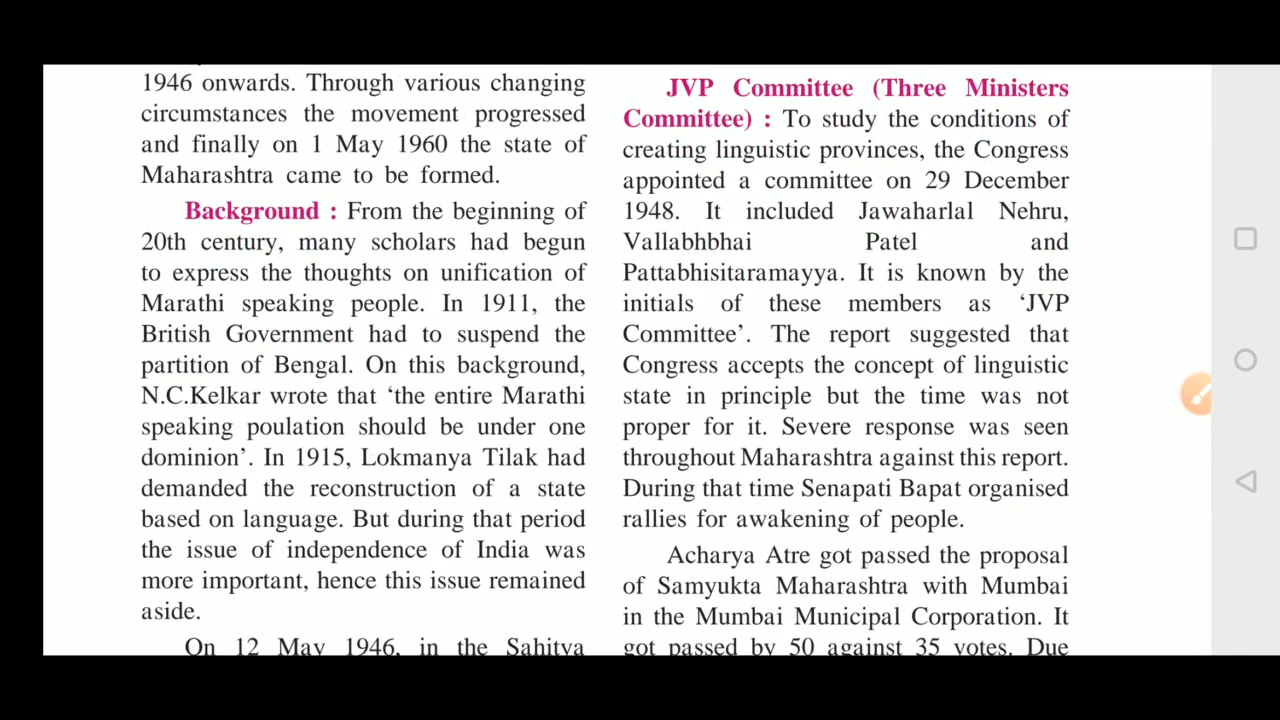 1946 onwards. Through various changing
circumstances the movement progressed
and finally on 1 May 1960 the state of
Maharashtra came to be formed.
Background : From the beginning of
20th century, many scholars had begun
to express the thoughts on unification of
Marathi speaking people. In 1911, the
British Government had to suspend the
partition of Bengal. On this background,
N.C.Kelkar wrote that ‘the entire Marathi
speaking poulation should be under one
dominion’. In 1915, Lokmanya Tilak had
demanded the reconstruction of a state
based on language. But during that period
the issue of independence of India was
more important, hence this issue remained
aside.
On 12 May 1946, in the Sahitya
JVP Committee (Three Ministers
Committee) : To study the conditions of
creating linguistic provinces, the Congress
appointed a committee on 29 December
1948. It included Jawaharlal Nehru,
Vallabhbhai Patel and
Pattabhisitaramayya. It is known by the
initials of these members as ‘JVP
Committee’. The report suggested that
Congress accepts the concept of linguistic
state in principle but the time was not
proper for it. Severe response was seen
throughout Maharashtra against this report.
During that time Senapati Bapat organised
rallies for awakening of people.
Acharya Atre got passed the proposal
of Samyukta Maharashtra with Mumbai
in the Mumbai Municipal Corporation. It
got passed by 50 against 35 votes. Due